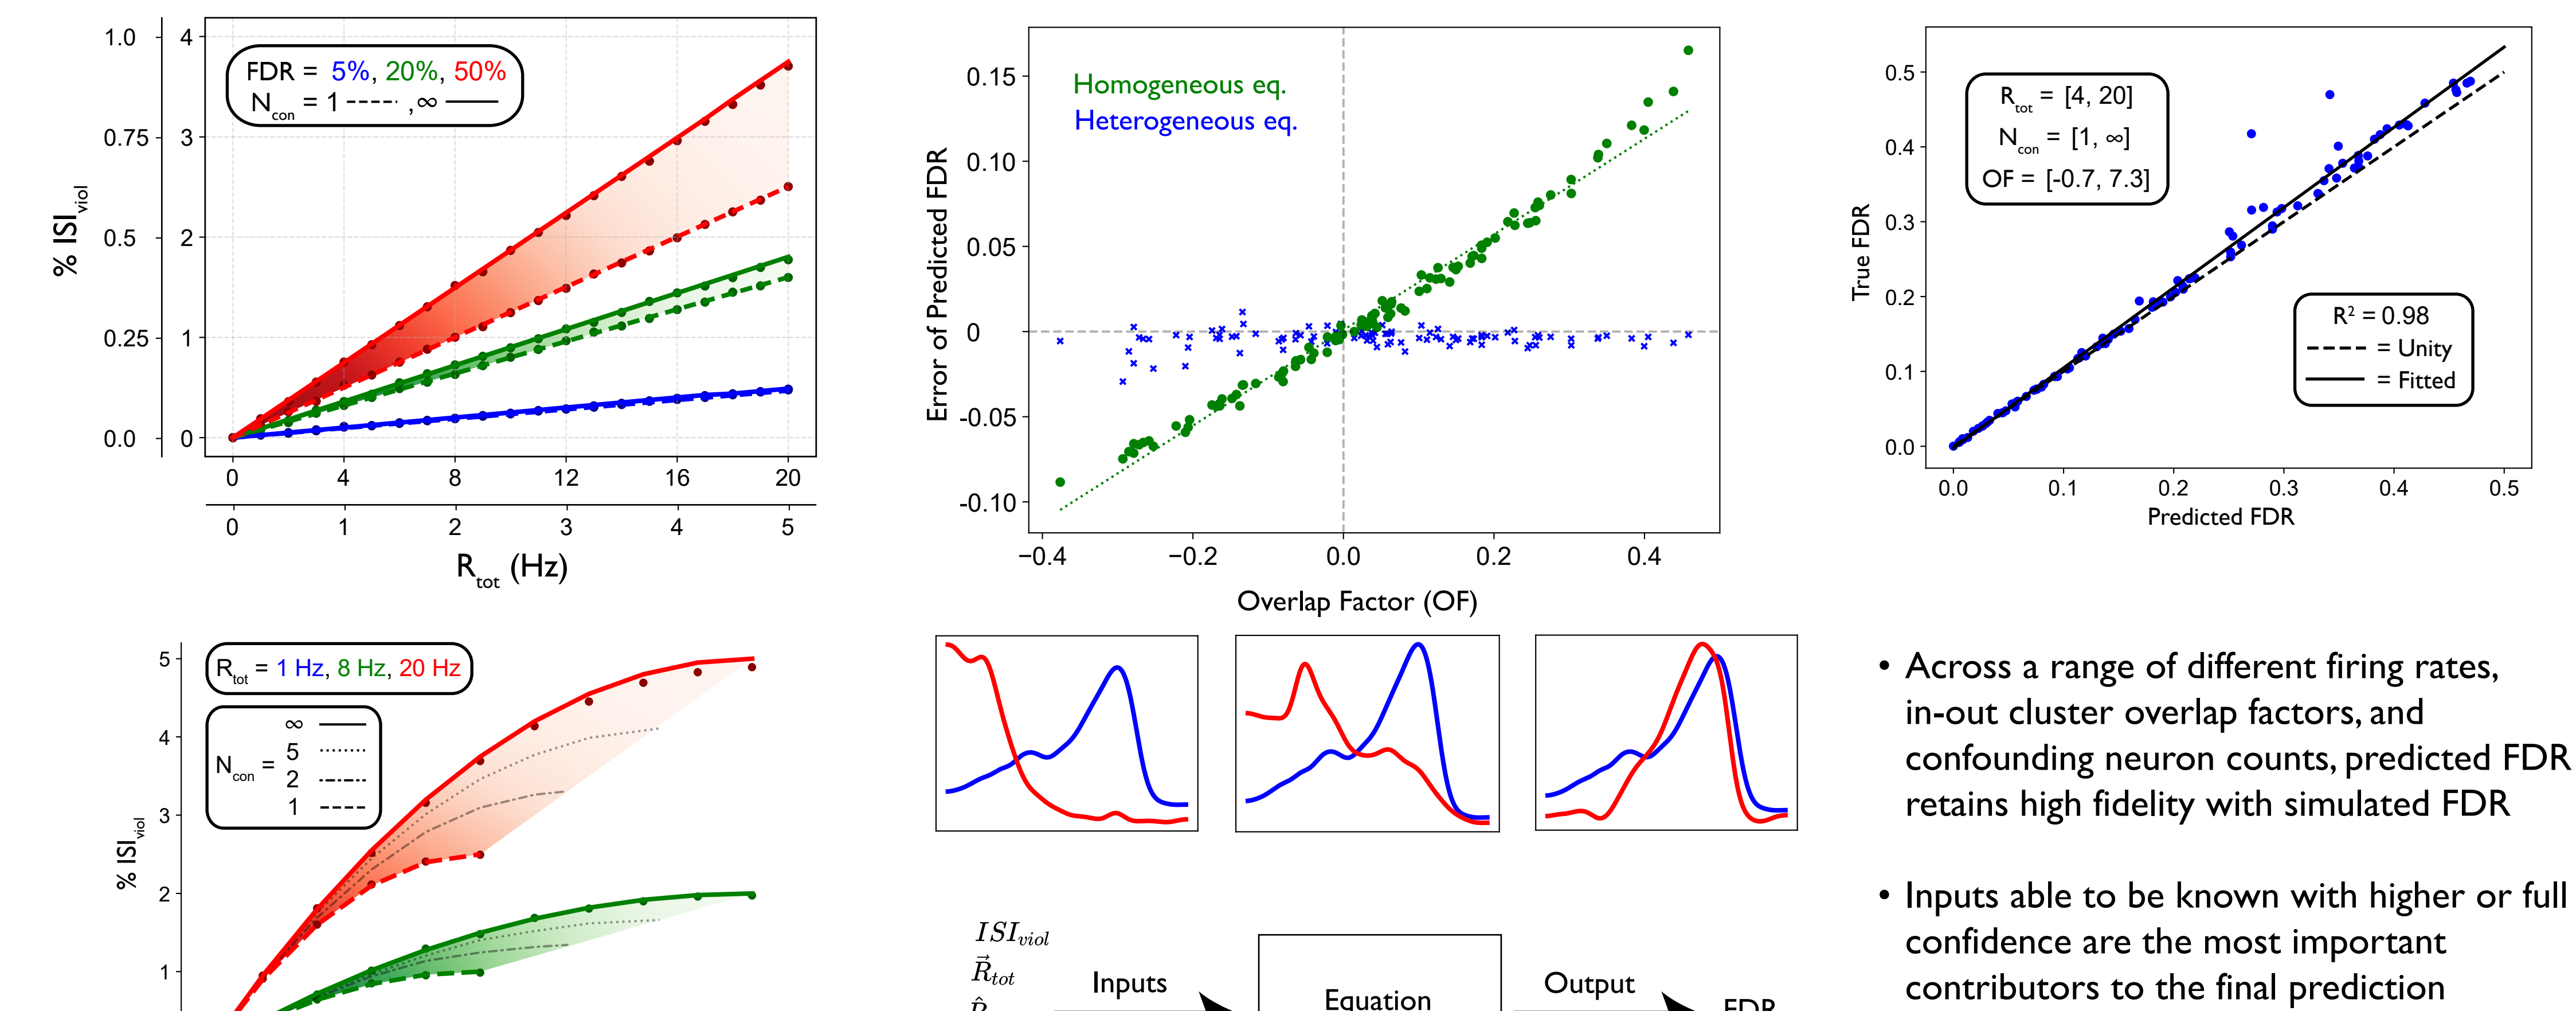 1.0
0.75
0.5
0.25
0.0
% ISI_viol
4
3
2
1
0
FDR = 5%, 20%, 50%
N_con = 1 , ∞
0 4 8 12 16 20
0 1 2 3 4 5
R_tot (Hz)
0.15
0.10
0.05
0
-0.05
-0.10
Error of Predicted FDR
Homogeneous eq.
Heterogeneous eq.
−0.4 −0.2 0.0 0.2 0.4
Overlap Factor (OF)
0.5
0.4
0.3
0.2
0.1
0.0
True FDR
R_tot = [4, 20]
N_con = [1, ∞]
OF = [-0.7, 7.3]
R² = 0.98
= Unity
= Fitted
0.0 0.1 0.2 0.3 0.4 0.5
Predicted FDR
5
4
3
2
1
% ISI_viol
R_tot = 1 Hz, 8 Hz, 20 Hz
N_con =
∞
5
2
1
ISI_viol
R⃗_tot
Inputs
Equation
Output
FDR
• Across a range of different firing rates,
in-out cluster overlap factors, and
confounding neuron counts, predicted FDR
retains high fidelity with simulated FDR
• Inputs able to be known with higher or full
confidence are the most important
contributors to the final prediction